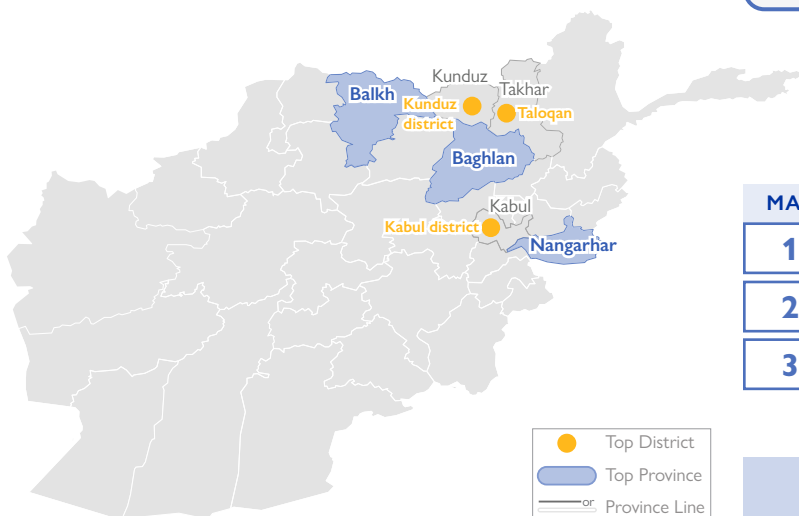 Kunduz
Takhar
Balkh
Kunduz
district
Taloqan
Baghlan
Kabul
Kabul district
Nangarhar
MA
1
2
3
Top District
Top Province
or Province Line